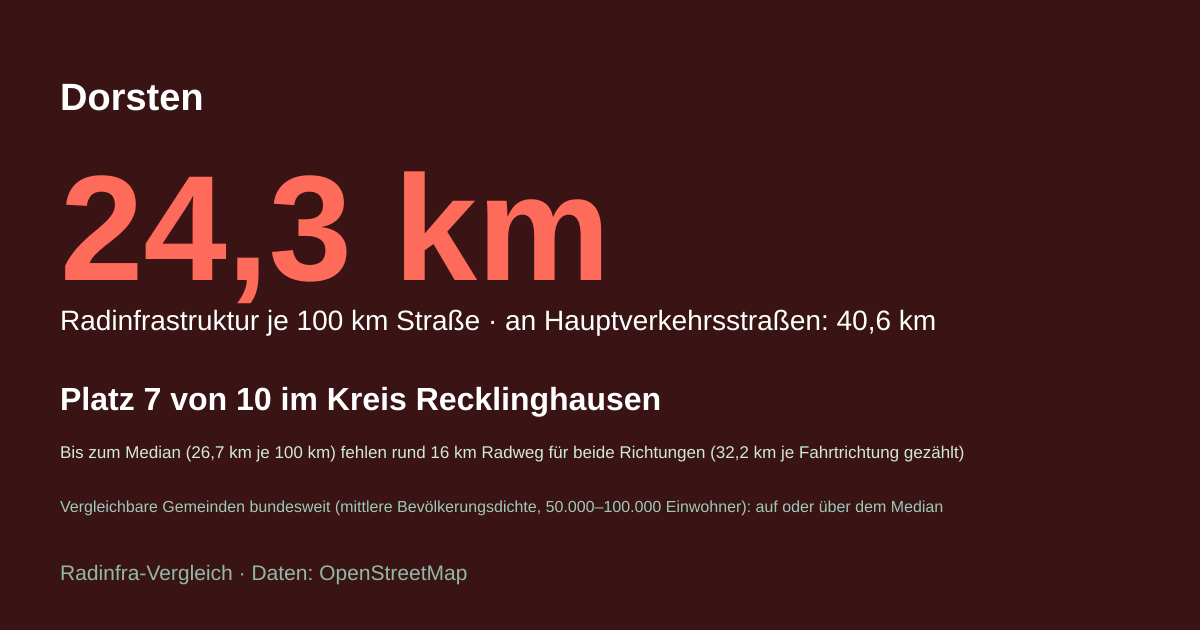 Dorsten
24,3 km
Radinfrastruktur je 100 km Straße · an Hauptverkehrsstraßen: 40,6 km
Platz 7 von 10 im Kreis Recklinghausen
Bis zum Median (26,7 km je 100 km) fehlen rund 16 km Radweg für beide Richtungen (32,2 km je Fahrtrichtung gezählt)
Vergleichbare Gemeinden bundesweit (mittlere Bevölkerungsdichte, 50.000–100.000 Einwohner): auf oder über dem Median
Radinfra-Vergleich · Daten: OpenStreetMap